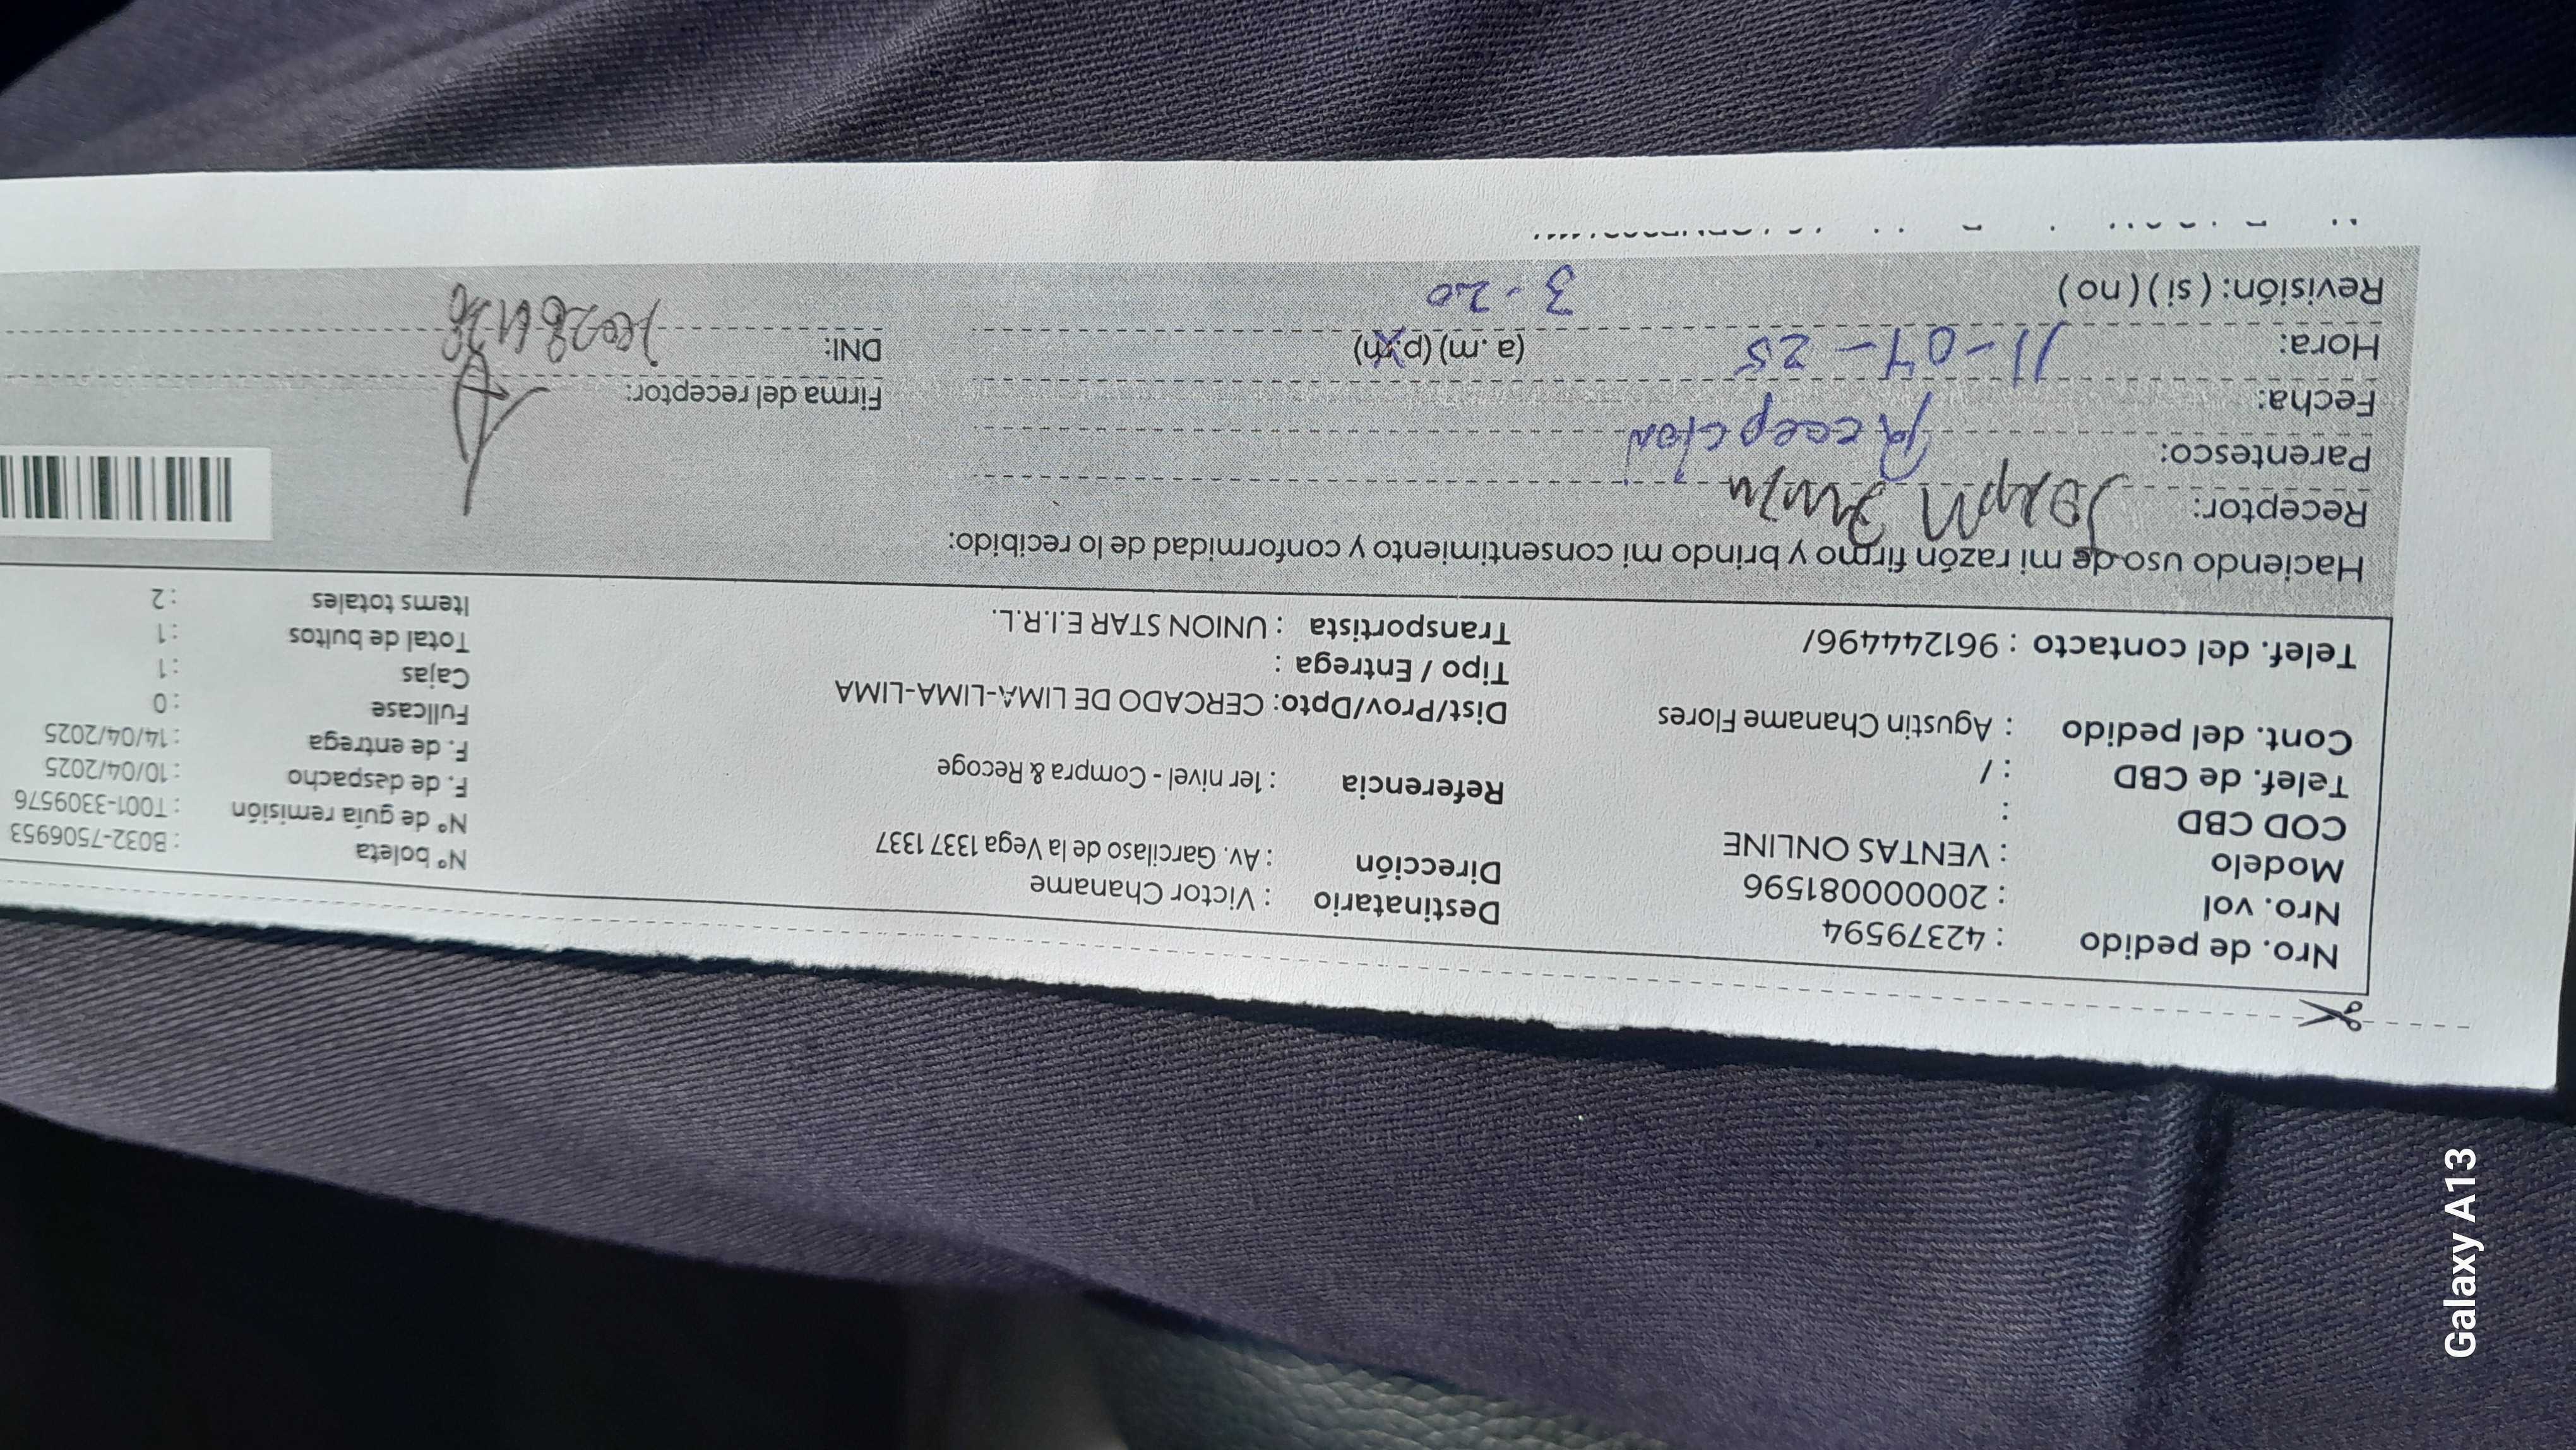 Nro. de pedido : 42379594
Nro. vol : 2000000081596
Modelo : VENTAS ONLINE
COD CBD :
Telef. de CBD : /
Cont. del pedido : Agustin Chaname Flores
Telef. del contacto : 961244496/
Destinatario : Victor Chaname
Dirección : Av. Garcilaso de la Vega 1337 1337
Referencia : 1er nivel - Compra & Recoge
Dist/Prov/Dpto: CERCADO DE LIMA-LIMA-LIMA
Tipo / Entrega :
Transportista : UNION STAR E.I.R.L.
N° boleta : B032-7506953
N° de guía remisión : T001-3309576
F. de despacho : 10/04/2025
F. de entrega : 14/04/2025
Fullcase : 0
Cajas : 1
Total de bultos : 1
Items totales : 2
Haciendo uso de mi razón firmo y brindo mi consentimiento y conformidad de lo recibido:
Receptor:
Parentesco: Recepcion
Fecha: 11-04-25
Hora: (a.m) (p.m) 3-20
Revisión: (si) (no)
Firma del receptor:
DNI:
Galaxy A13